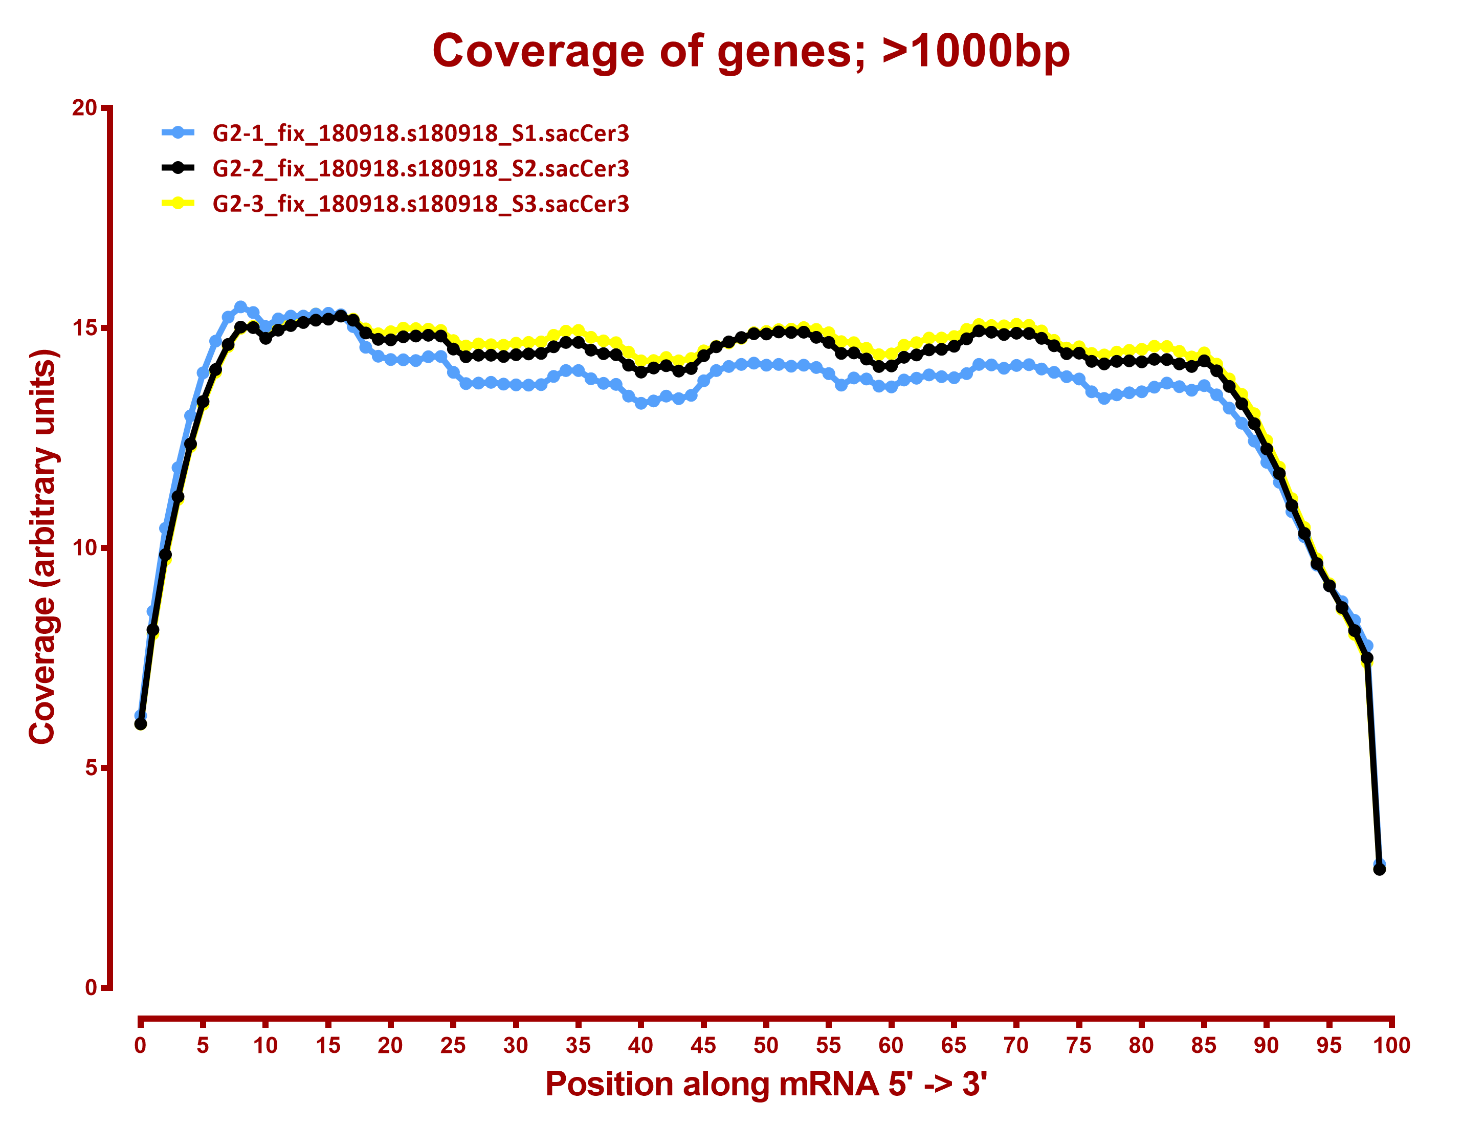 Coverage of genes; >1000bp
20
G2-1_fix_180918.s180918_S1.sacCer3
G2-2_fix_180918.s180918_S2.sacCer3
G2-3_fix_180918.s180918_S3.sacCer3
15
10
5
0
Coverage (arbitrary units)
0 5 10 15 20 25 30 35 40 45 50 55 60 65 70 75 80 85 90 95 100
Position along mRNA 5' -> 3'